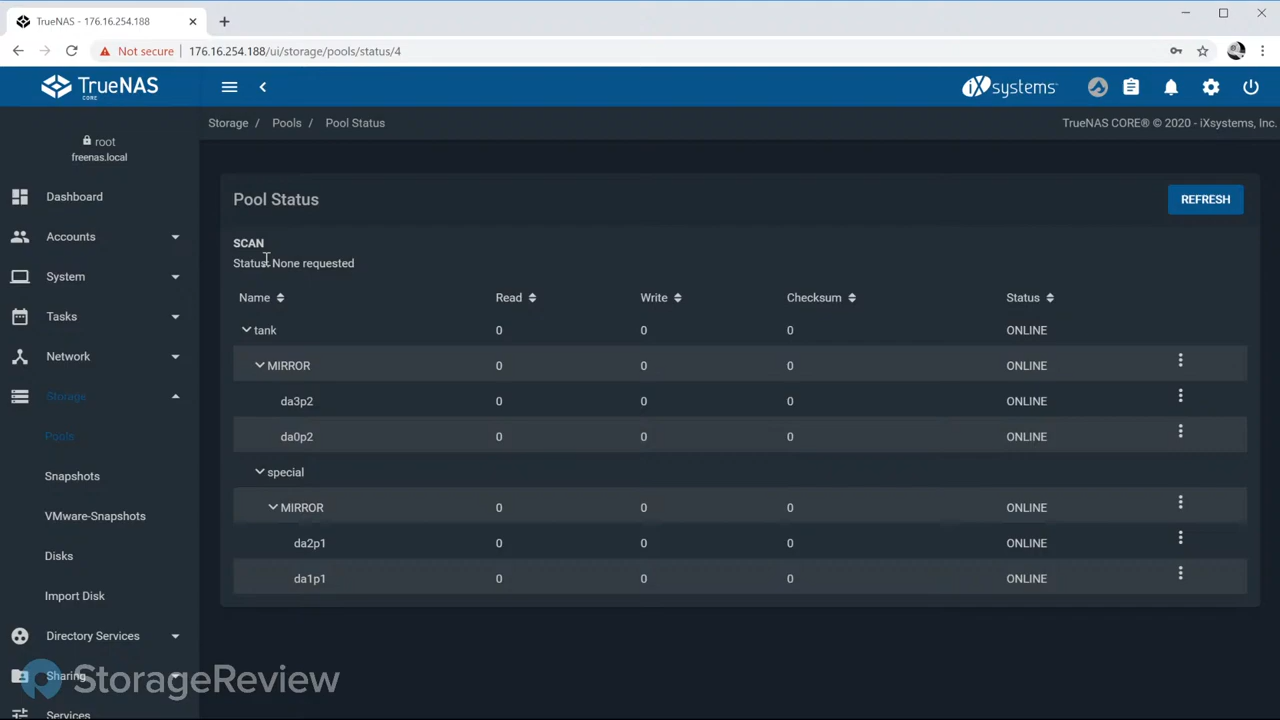 TrueNAS - 176.16.254.188
Not secure 176.16.254.188/ui/storage/pools/status/4
TrueNAS
CORE
iXsystems
root
freenas.local
Storage / Pools / Pool Status
TrueNAS CORE® © 2020 - iXsystems, Inc.
Dashboard
Accounts
System
Tasks
Network
Storage
Pools
Snapshots
VMware-Snapshots
Disks
Import Disk
Directory Services
Sharing
Services
Pool Status
REFRESH
SCAN
Status: None requested
Name Read Write Checksum Status
tank 0 0 0 ONLINE
MIRROR 0 0 0 ONLINE
da3p2 0 0 0 ONLINE
da0p2 0 0 0 ONLINE
special
MIRROR 0 0 0 ONLINE
da2p1 0 0 0 ONLINE
da1p1 0 0 0 ONLINE
StorageReview